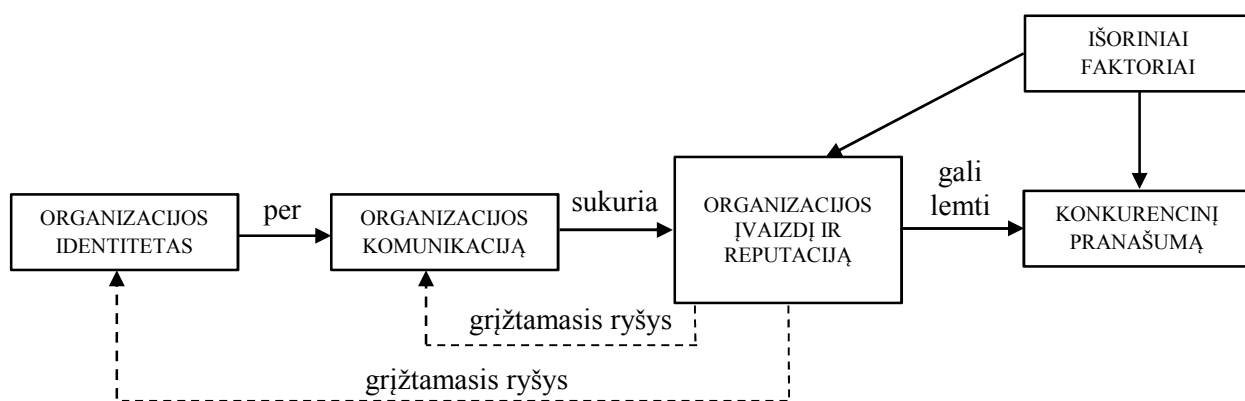 IŠORINIAI
FAKTORIAI
ORGANIZACIJOS
IDENTITETAS
per
ORGANIZACIJOS
KOMUNIKACIJĄ
sukuria
ORGANIZACIJOS
ĮVAIZDĮ IR
REPUTACIJĄ
gali
lemti
KONKURENCINĮ
PRANAŠUMĄ
grįžtamasis ryšys
grįžtamasis ryšys